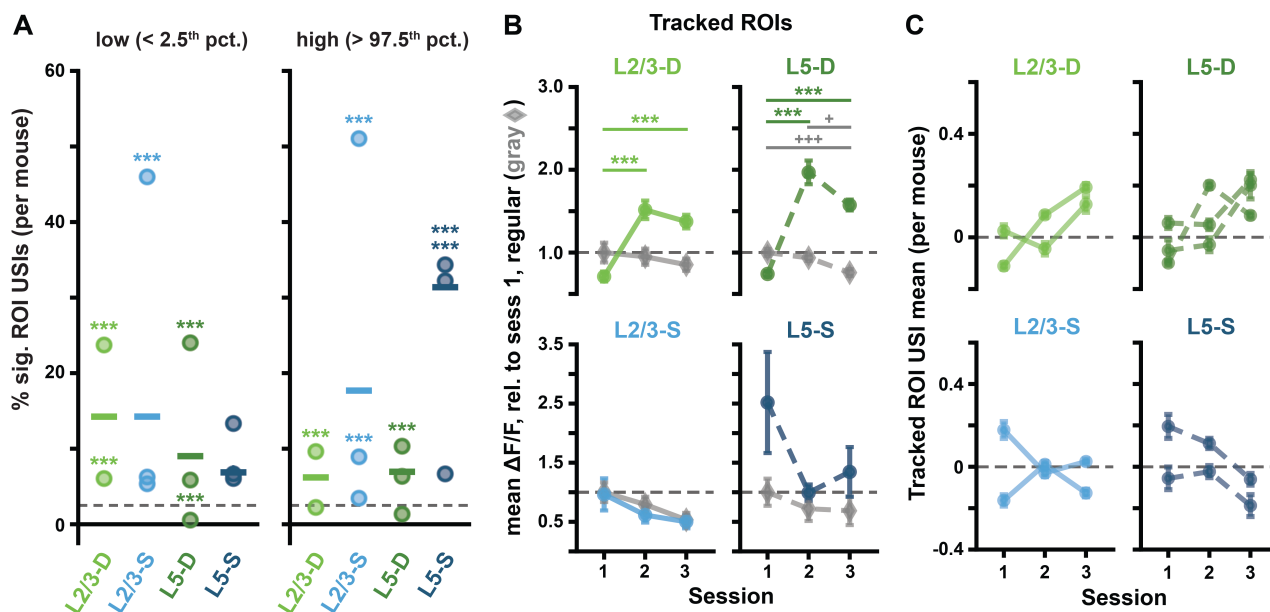 A
low (< 2.5th pct.)
high (> 97.5th pct.)
% sig. ROI USIs (per mouse)
60
40
20
0
***
***
***
***
***
***
***
***
***
***
***
L2/3-D
L2/3-S
L5-D
L5-S
L2/3-D
L2/3-S
L5-D
L5-S
B
Tracked ROIs
mean ΔF/F, rel. to sess 1, regular (gray ◆)
L2/3-D
L5-D
3.0
2.0
1.0
***
***
***
***
+
+++
L2/3-S
L5-S
3.5
2.5
1.5
0.5
1 2 3
1 2 3
Session
C
Tracked ROI USI mean (per mouse)
L2/3-D
L5-D
0.4
0
L2/3-S
L5-S
0.4
0
-0.4
1 2 3
1 2 3
Session